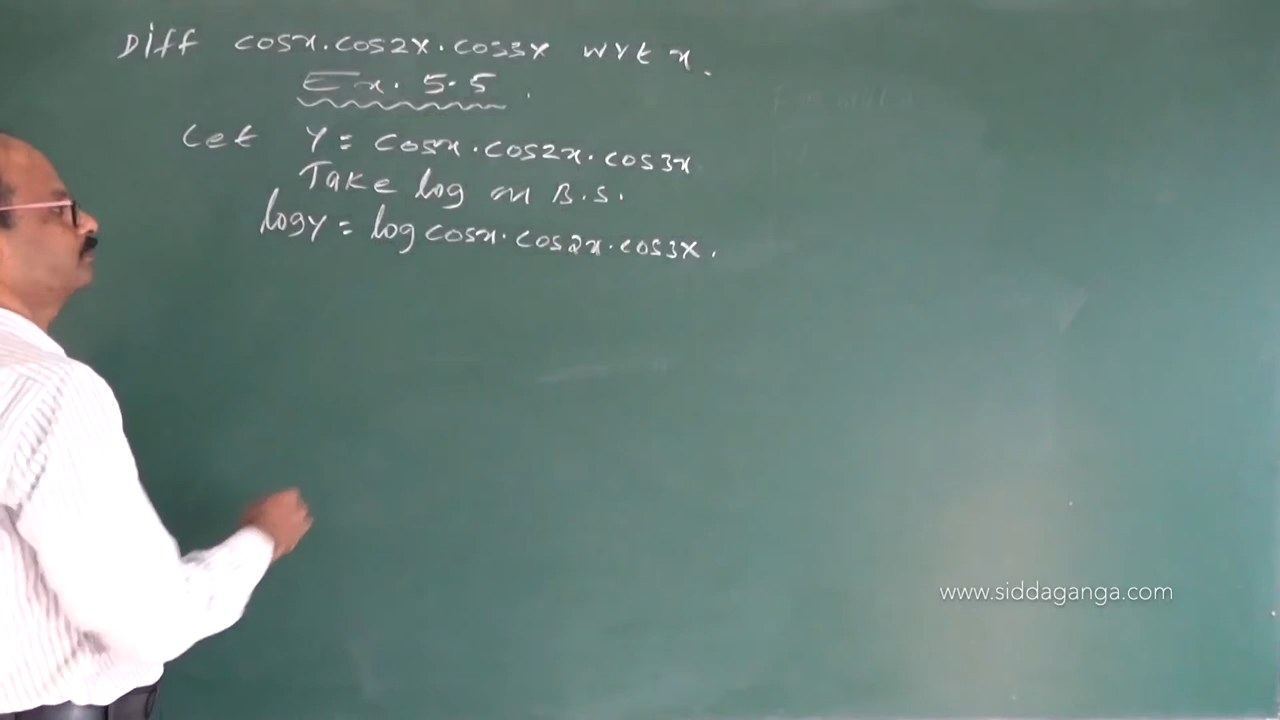 Diff cosx.cos2x.cos3x wrt x.
Ex. 5.5.
Let y = cosx.cos2x.cos3x
Take log on B.S.
logy = log cosx.cos2x.cos3x.
www.siddaganga.com